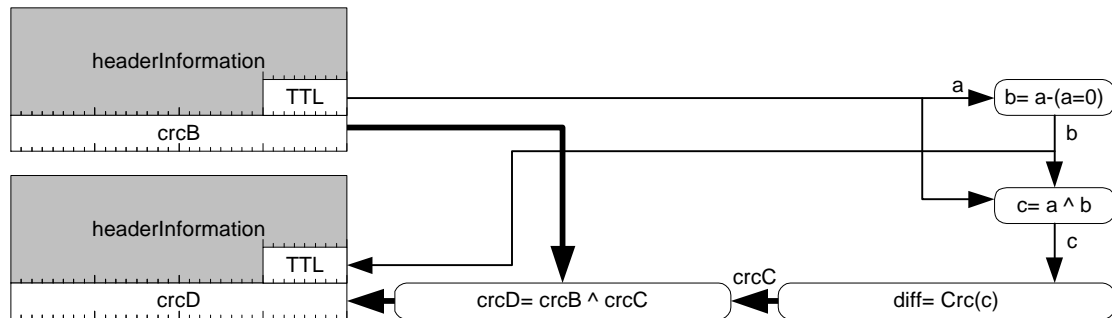 headerInformation
TTL
crcB
a
b= a-(a=0)
b
headerInformation
TTL
crcD
c= a ^ b
c
crcC
crcD= crcB ^ crcC
diff= Crc(c)